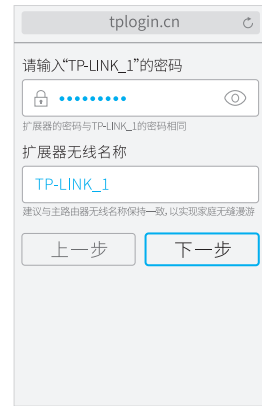 tplogin.cn
请输入“TP-LINK_1”的密码
•••••••••
扩展器的密码与TP-LINK_1的密码相同
扩展器无线名称
TP-LINK_1
建议与主路由器无线名称保持一致, 以实现家庭无缝漫游
上一步
下一步